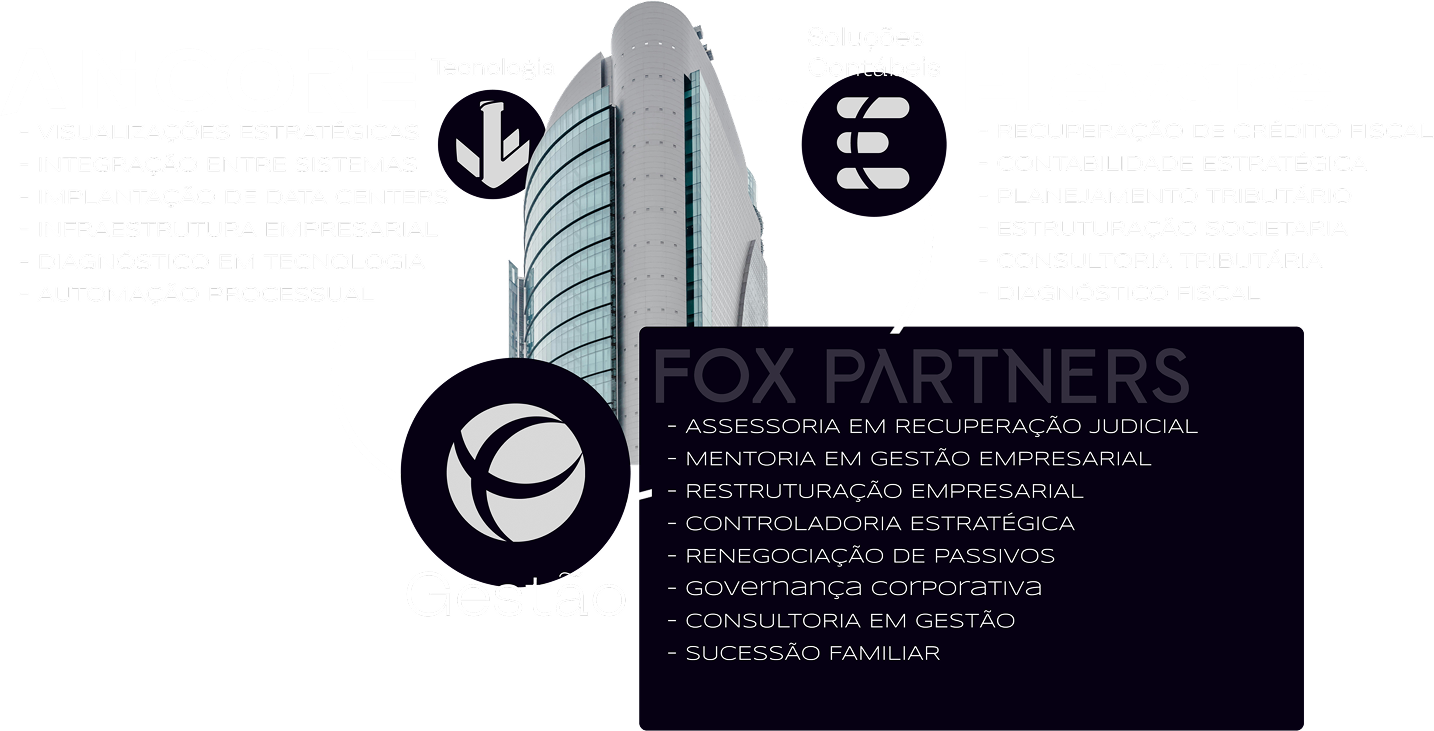 Tecnologia
- VISUALIZAÇÕES ESTRATÉGICAS
- INTEGRAÇÃO ENTRE SISTEMAS
- IMPLANTAÇÃO DE DATA CENTERS
- INFRAESTRUTURA EMPRESARIAL
- DIAGNÓSTICO EM TECNOLOGIA
- AUTOMAÇÃO PROCESSUAL
Soluções
Contábeis
- RECUPERAÇÃO DE CRÉDITO FISCAL
- CONTABILIDADE ESTRATÉGICA
- PLANEJAMENTO TRIBUTÁRIO
- ESTRUTURAÇÃO SOCIETÁRIA
- CONSULTORIA TRIBUTÁRIA
- DIAGNÓSTICO FISCAL
Gestão
FOX PARTNERS
- ASSESSORIA EM RECUPERAÇÃO JUDICIAL
- MENTORIA EM GESTÃO EMPRESARIAL
- RESTRUTURAÇÃO EMPRESARIAL
- CONTROLADORIA ESTRATÉGICA
- RENEGOCIAÇÃO DE PASSIVOS
- Governança corporativa
- CONSULTORIA EM GESTÃO
- SUCESSÃO FAMILIAR